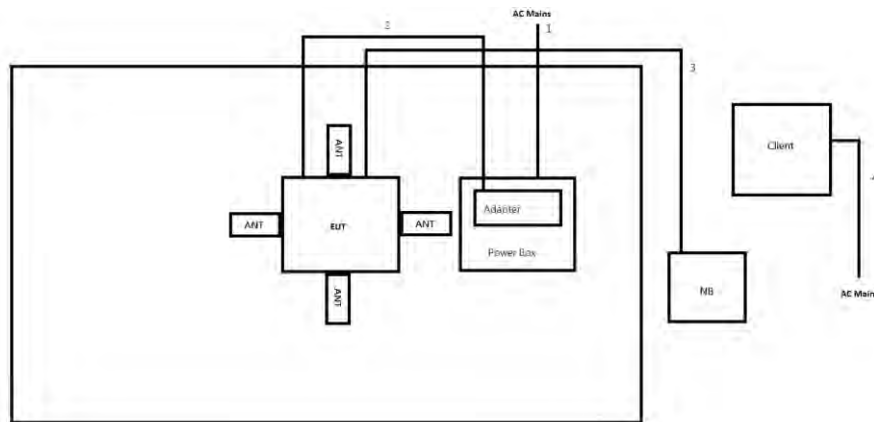 AC Mains
1
2
3
Client
ANT
ANT
EUT
ANT
ANT
Adapter
Power Box
NB
AC Main